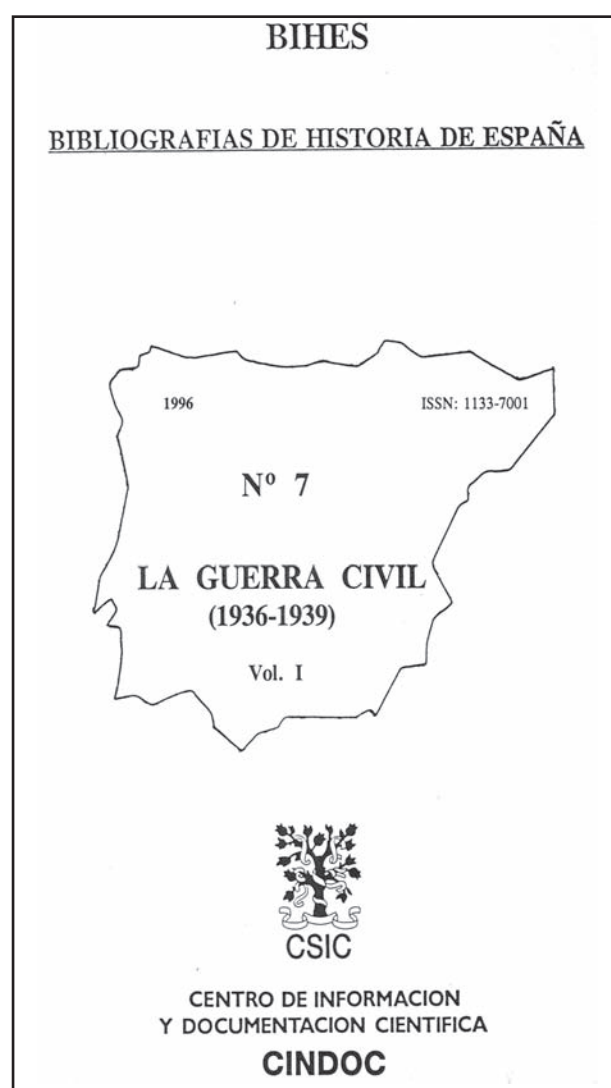 BIHES
BIBLIOGRAFIAS DE HISTORIA DE ESPAÑA
1996 ISSN: 1133-7001
Nº 7
LA GUERRA CIVIL
(1936-1939)
Vol. I
CSIC
CENTRO DE INFORMACION
Y DOCUMENTACION CIENTIFICA
CINDOC